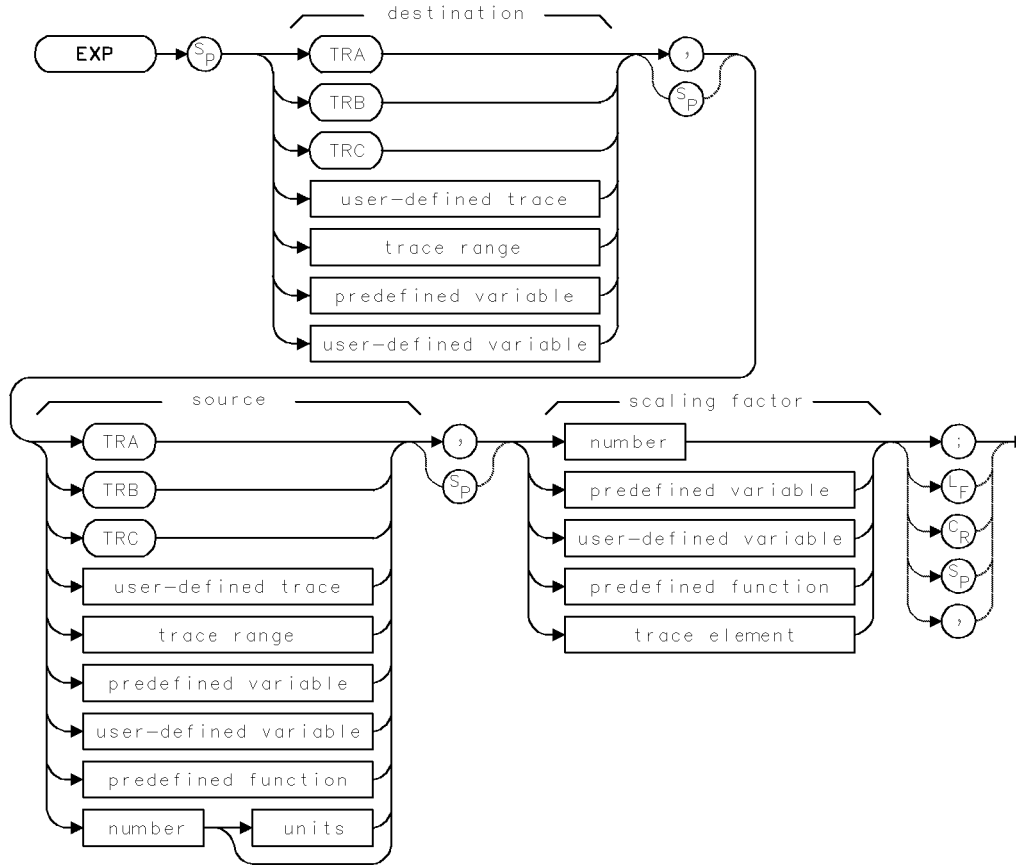 destination
EXP SP TRA ,
TRB SP
TRC
user-defined trace
trace range
predefined variable
user-defined variable
source
TRA ,
TRB SP
TRC
user-defined trace
trace range
predefined variable
user-defined variable
predefined function
number units
scaling factor
number ;
predefined variable LF
user-defined variable CR
predefined function SP
trace element ,